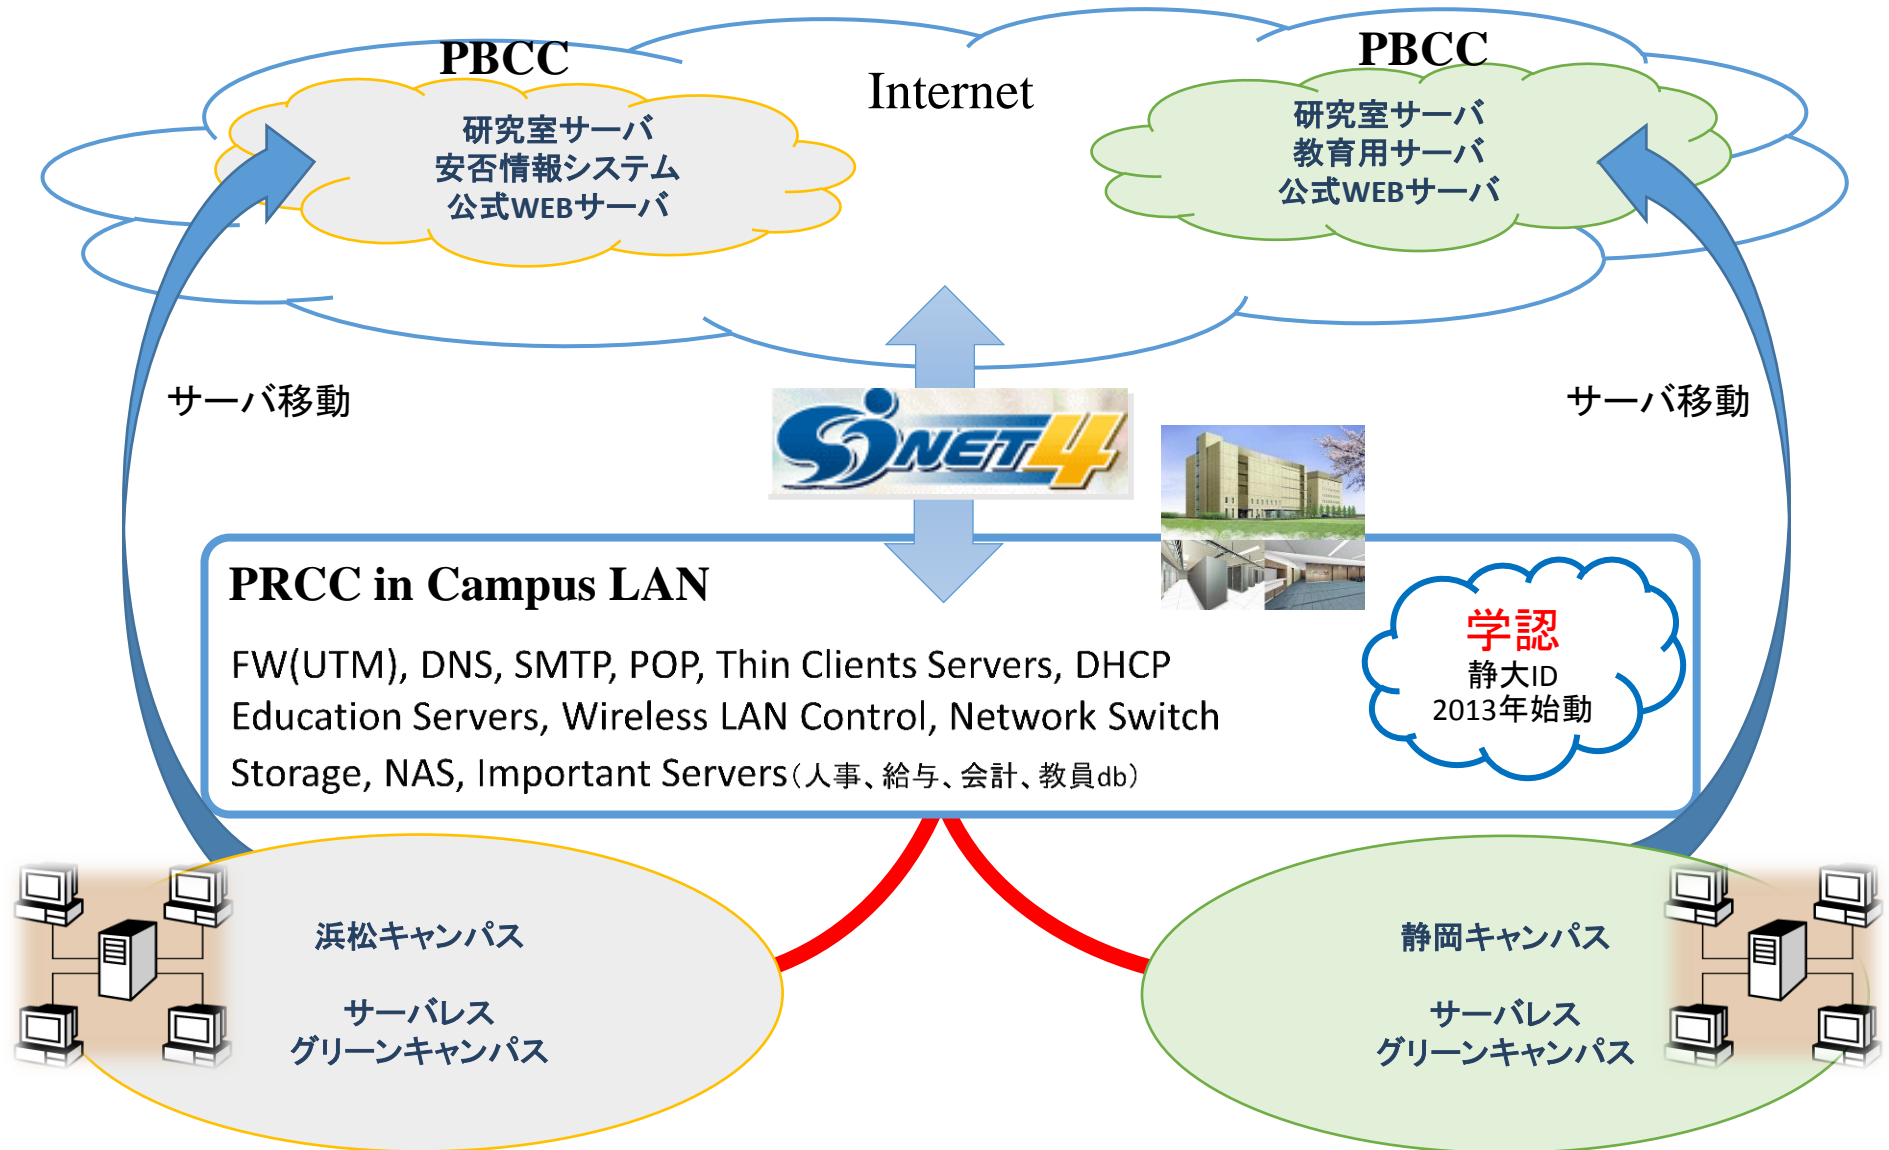 PBCC
Internet
PBCC
研究室サーバ
安否情報システム
公式WEBサーバ
研究室サーバ
教育用サーバ
公式WEBサーバ
サーバ移動
SINET4
サーバ移動
PRCC in Campus LAN
FW(UTM), DNS, SMTP, POP, Thin Clients Servers, DHCP
Education Servers, Wireless LAN Control, Network Switch
Storage, NAS, Important Servers（人事、給与、会計、教員db）
学認
静大ID
2013年始動
浜松キャンパス
サーバレス
グリーンキャンパス
静岡キャンパス
サーバレス
グリーンキャンパス